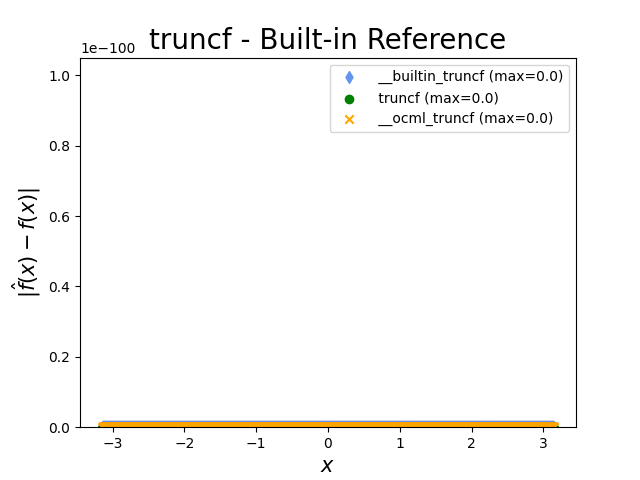 truncf - Built-in Reference
1e−100
1.0
0.8
0.6
0.4
0.2
0.0
|f̂(x) − f(x)|
__builtin_truncf (max=0.0)
truncf (max=0.0)
__ocml_truncf (max=0.0)
−3 −2 −1 0 1 2 3
x